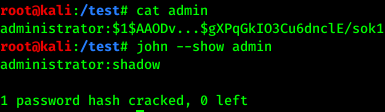 root@kali:/test# cat admin
administrator:$1$AAODv...$gXPqGkIO3Cu6dnclE/sok1
root@kali:/test# john --show admin
administrator:shadow
1 password hash cracked, 0 left